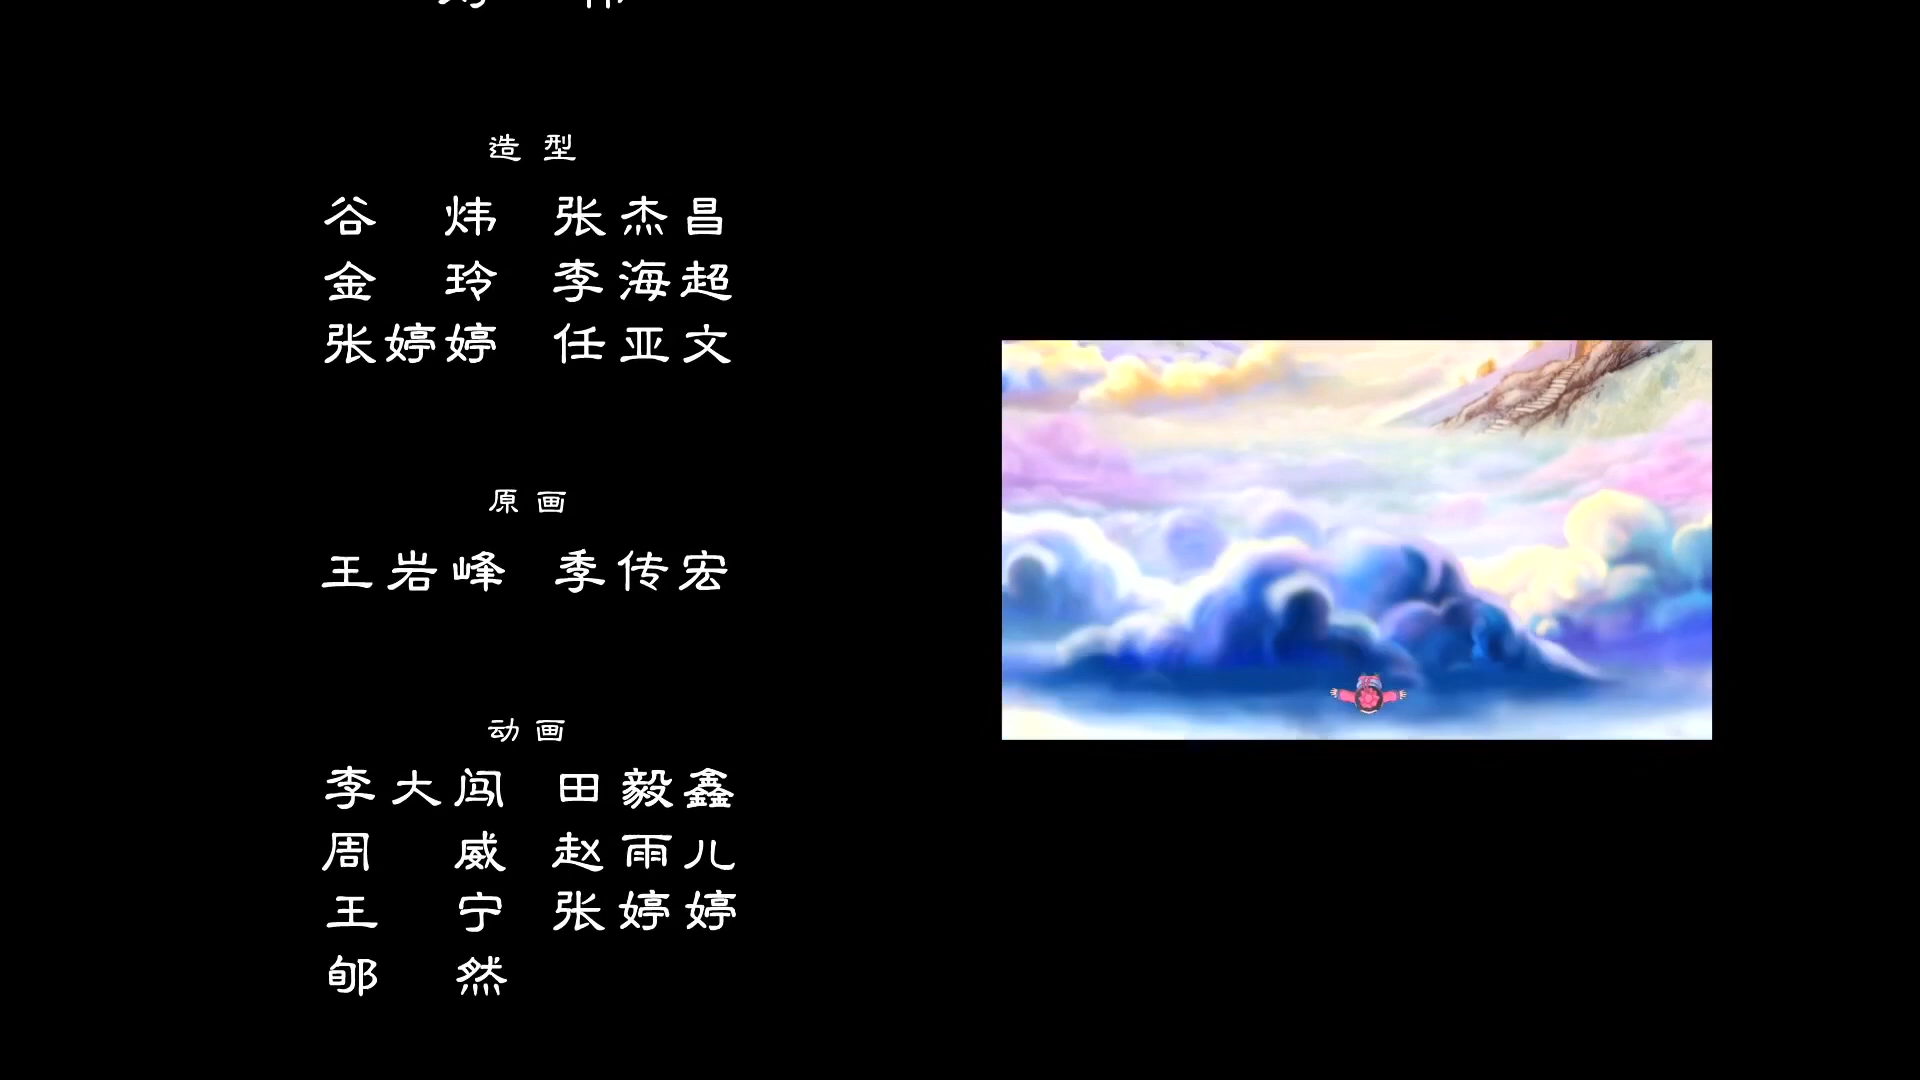 造型
谷炜 张杰昌
金玲 李海超
张婷婷 任亚文
原画
王岩峰 季传宏
动画
李大闯 田毅鑫
周威 赵雨儿
王宁 张婷婷
郇然